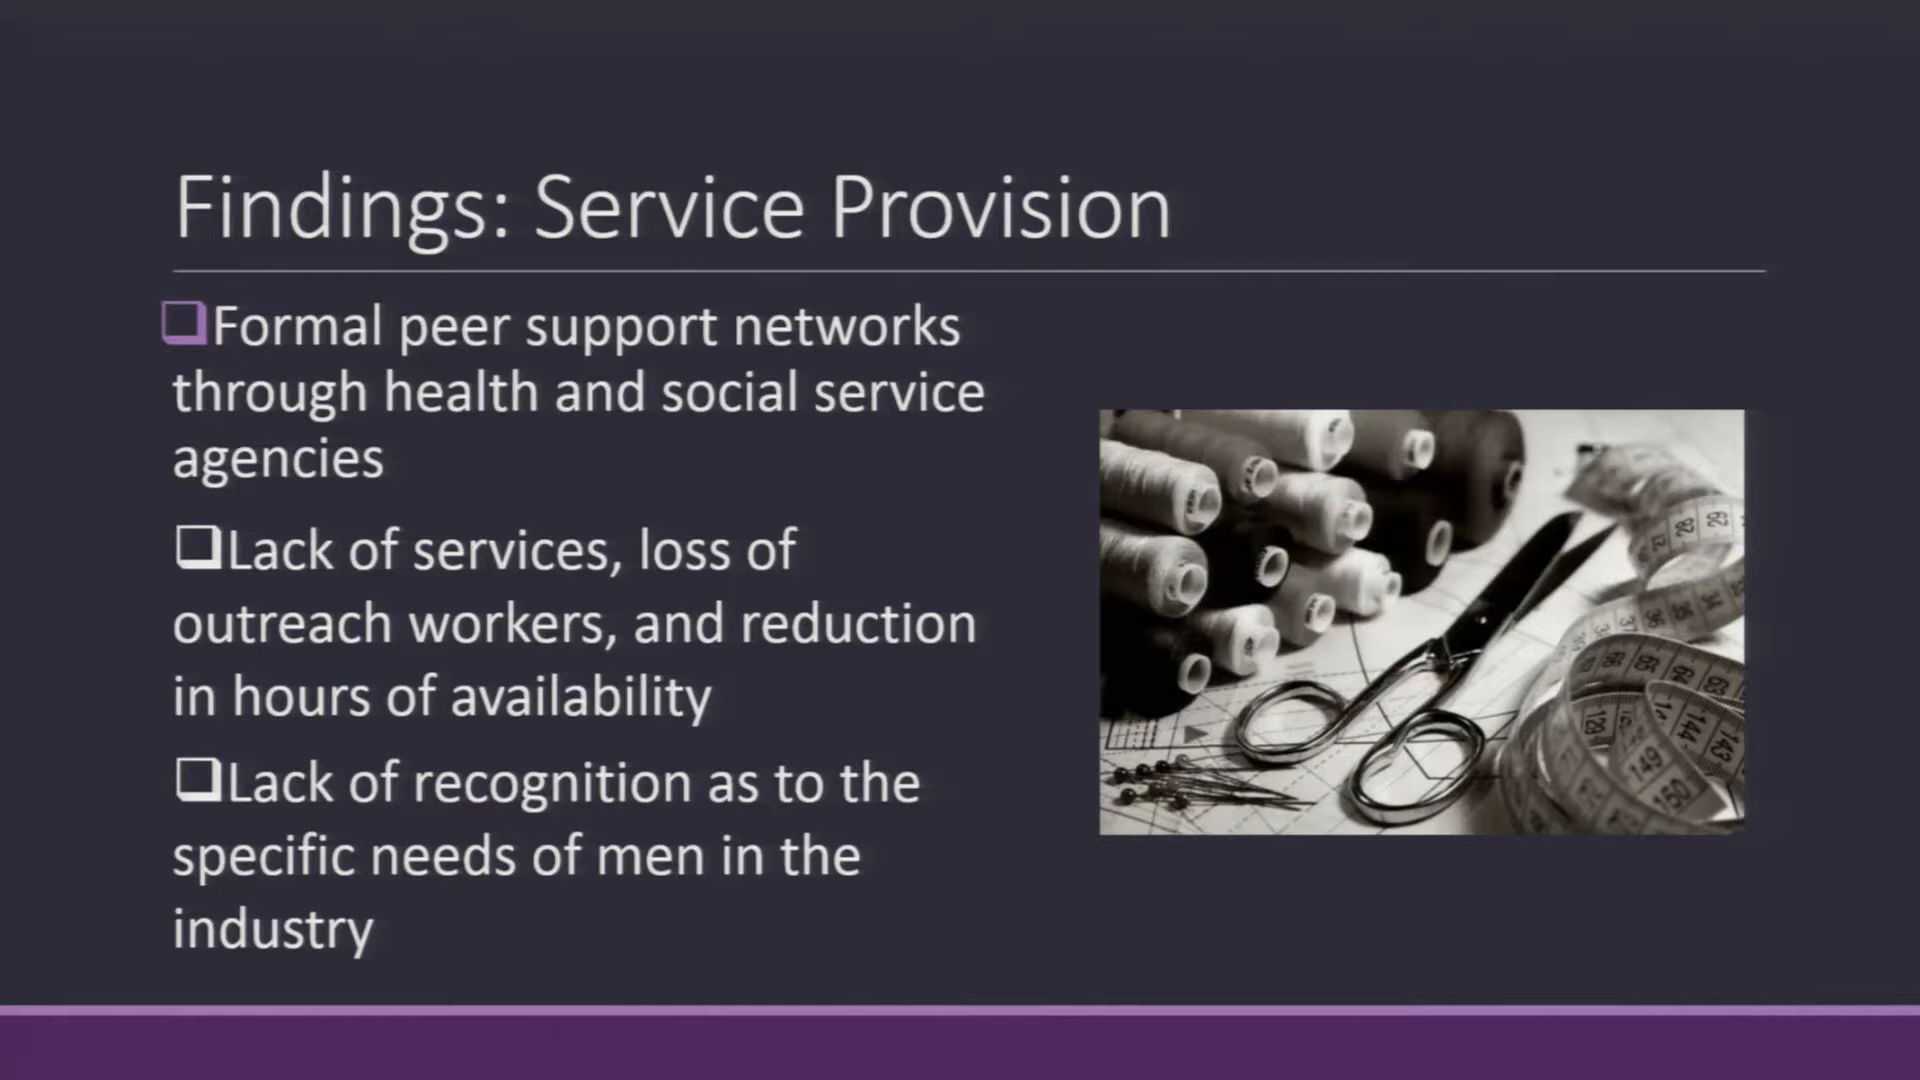 Findings: Service Provision
Formal peer support networks
through health and social service
agencies
Lack of services, loss of
outreach workers, and reduction
in hours of availability
Lack of recognition as to the
specific needs of men in the
industry